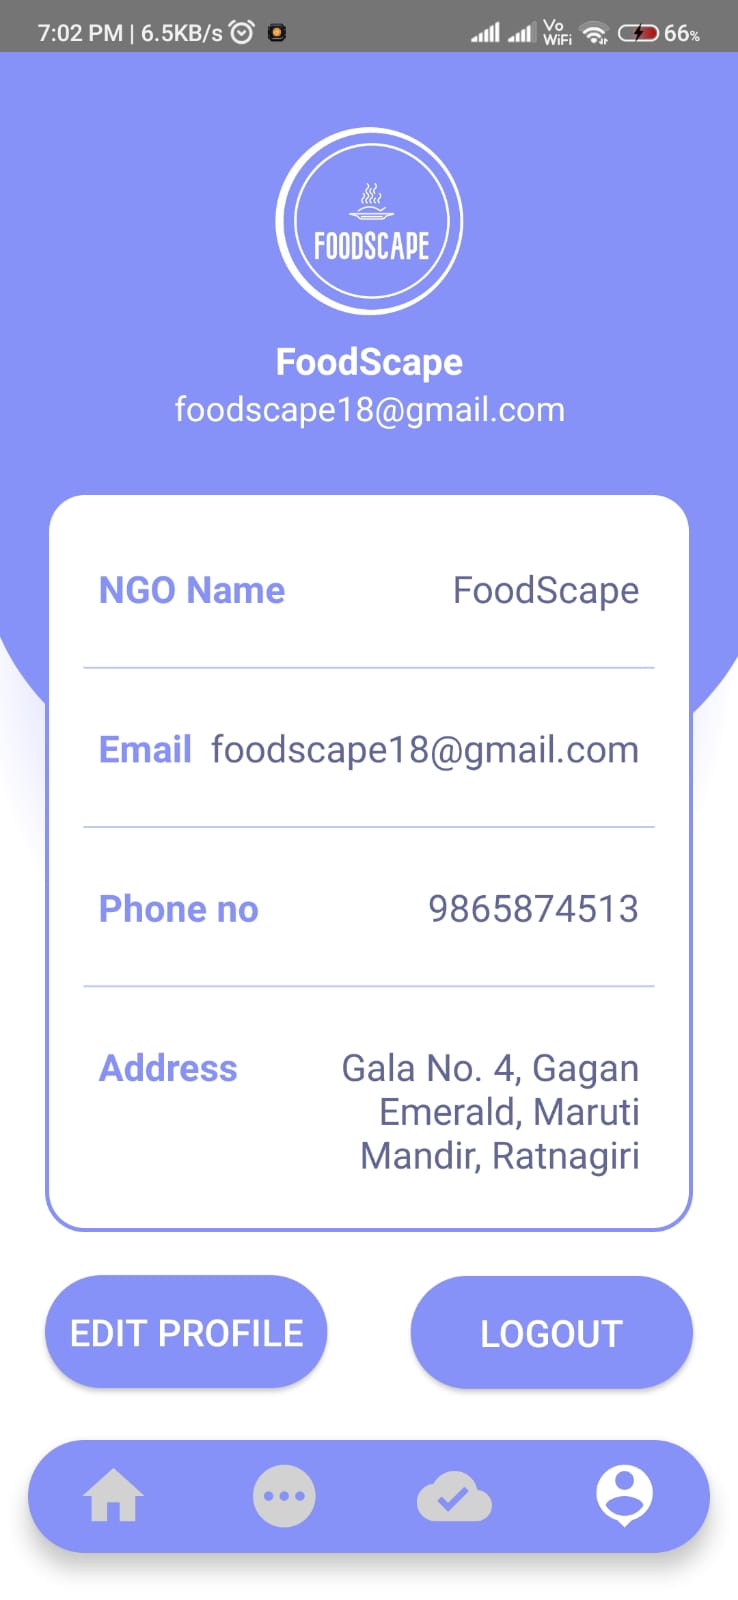 7:02 PM | 6.5KB/s Vo WiFi 66%
FOODSCAPE
FoodScape
foodscape18@gmail.com
NGO Name FoodScape
Email foodscape18@gmail.com
Phone no 9865874513
Address Gala No. 4, Gagan
Emerald, Maruti
Mandir, Ratnagiri
EDIT PROFILE LOGOUT